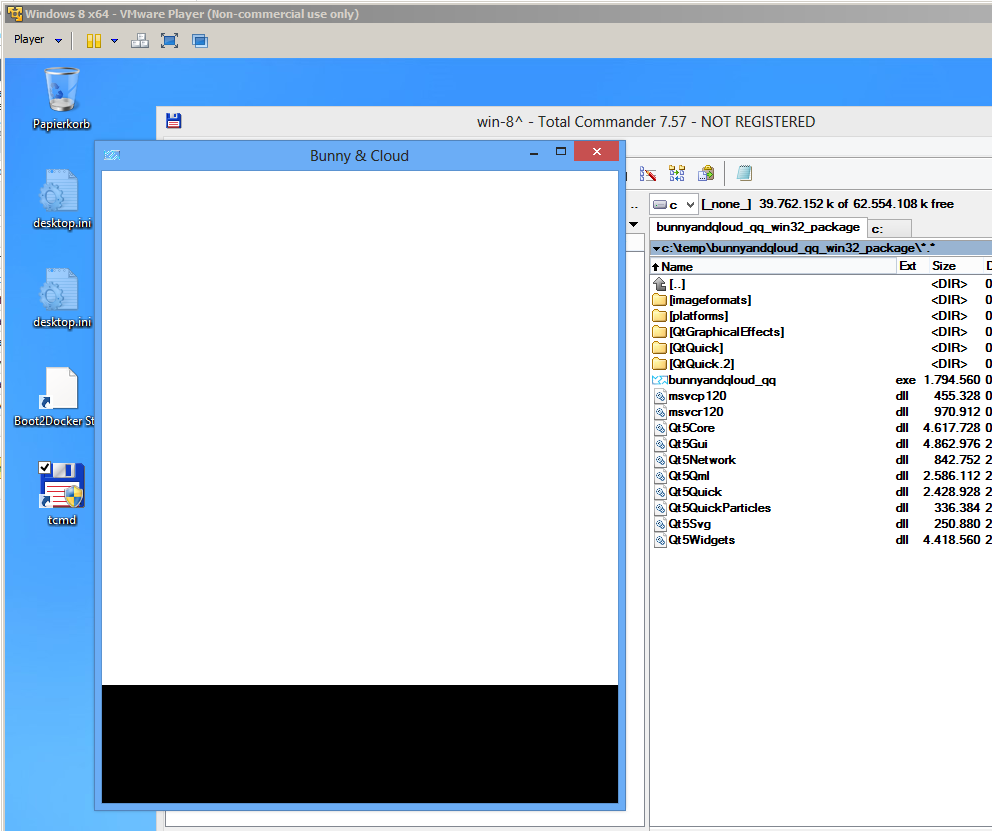 Windows 8 x64 - VMware Player (Non-commercial use only)
Player
Papierkorb
desktop.ini
desktop.ini
Boot2Docker St
tcmd
win-8^ - Total Commander 7.57 - NOT REGISTERED
Bunny & Cloud
..
c [_none_] 39.762.152 k of 62.554.108 k free
bunnyandqloud_qq_win32_package c:
c:\temp\bunnyandqloud_qq_win32_package\*.*
Name Ext Size D
[..] <DIR> 0
[imageformats] <DIR> 0
[platforms] <DIR> 0
[QtGraphicalEffects] <DIR> 0
[QtQuick] <DIR> 0
[QtQuick.2] <DIR> 0
bunnyandqloud_qq exe 1.794.560 0
msvcp120 dll 455.328 0
msvcr120 dll 970.912 0
Qt5Core dll 4.617.728 0
Qt5Gui dll 4.862.976 2
Qt5Network dll 842.752 2
Qt5Qml dll 2.586.112 2
Qt5Quick dll 2.428.928 2
Qt5QuickParticles dll 336.384 2
Qt5Svg dll 250.880 2
Qt5Widgets dll 4.418.560 2